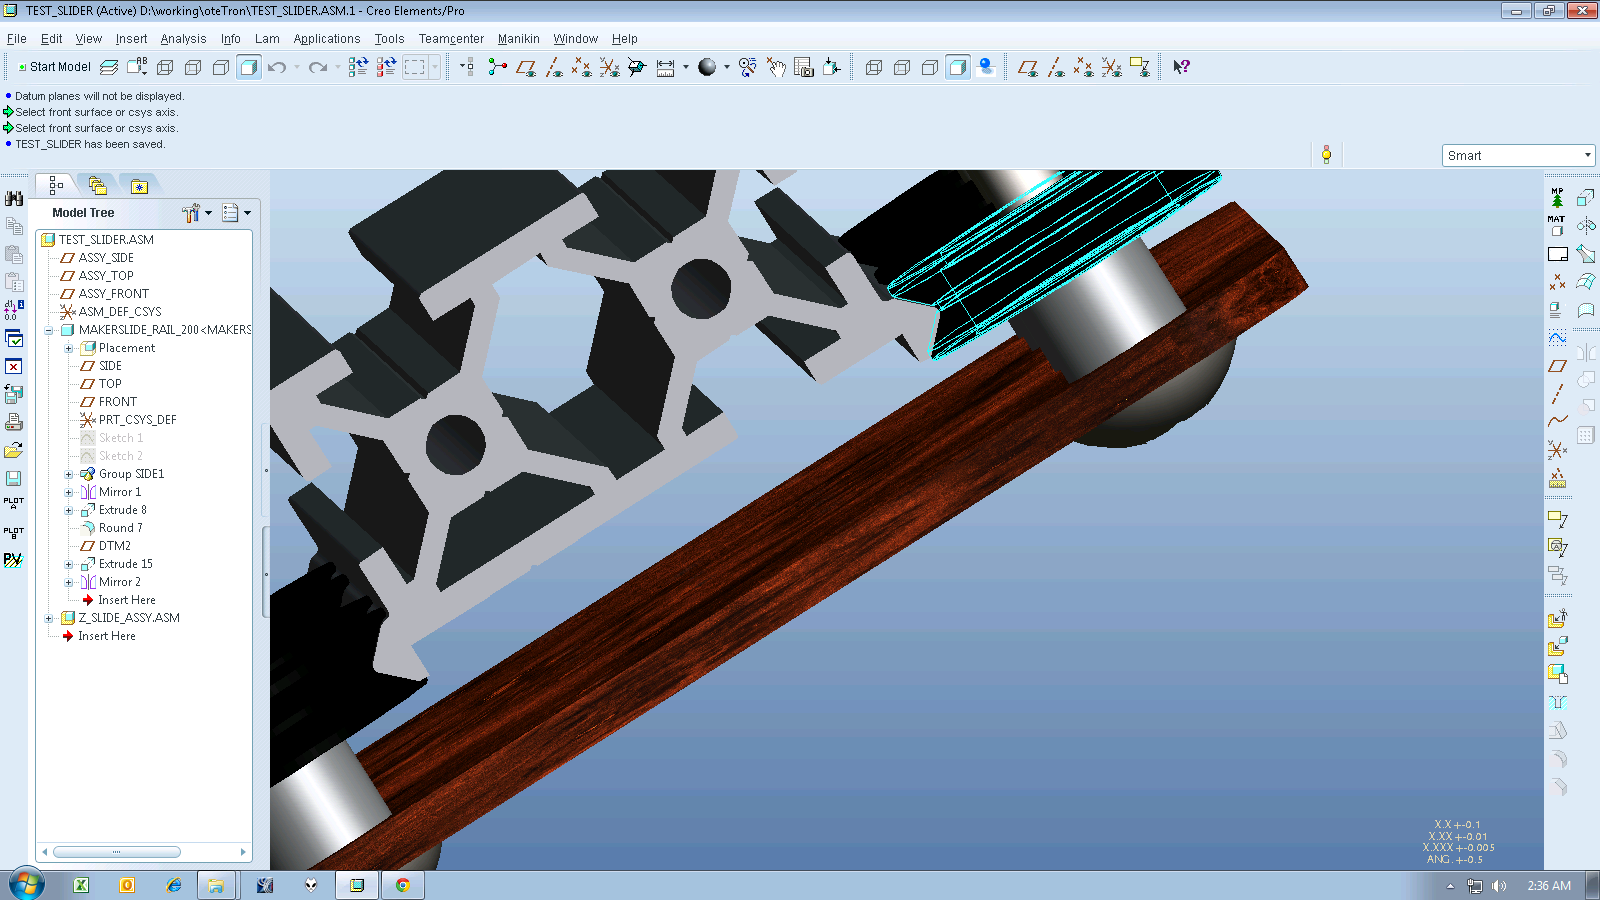 TEST_SLIDER (Active) D:\working\oteTron\TEST_SLIDER.ASM.1 - Creo Elements/Pro
File Edit View Insert Analysis Info Lam Applications Tools Teamcenter Manikin Window Help
Start Model
Datum planes will not be displayed.
Select front surface or csys axis.
Select front surface or csys axis.
TEST_SLIDER has been saved.
Smart
Model Tree
TEST_SLIDER.ASM
ASSY_SIDE
ASSY_TOP
ASSY_FRONT
ASM_DEF_CSYS
MAKERSLIDE_RAIL_200<MAKERS
Placement
SIDE
TOP
FRONT
PRT_CSYS_DEF
Sketch 1
Sketch 2
Group SIDE1
Mirror 1
Extrude 8
Round 7
DTM2
Extrude 15
Mirror 2
Insert Here
Z_SLIDE_ASSY.ASM
Insert Here
PLOT A
PLOT B
PV
MP
MAT
X.X +-0.1
X.XX +-0.01
X.XXX +-0.005
ANG. +-0.5
2:36 AM